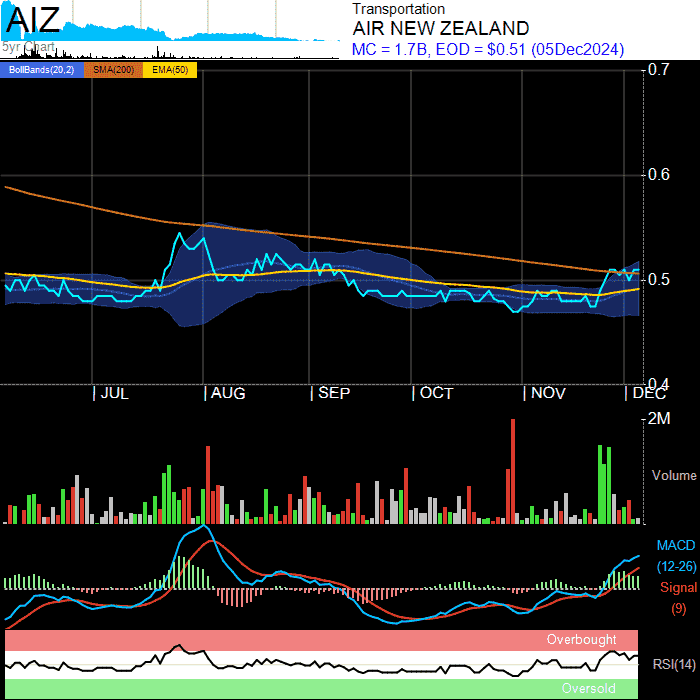 AIZ
5yr Chart
Transportation
AIR NEW ZEALAND
MC = 1.7B, EOD = $0.51 (05Dec2024)
BollBands(20,2) SMA(200) EMA(50)
0.7
0.6
0.5
0.4
| JUL | AUG | SEP | OCT | NOV | DEC
2M
Volume
MACD
(12-26)
Signal
(9)
Overbought
RSI(14)
Oversold